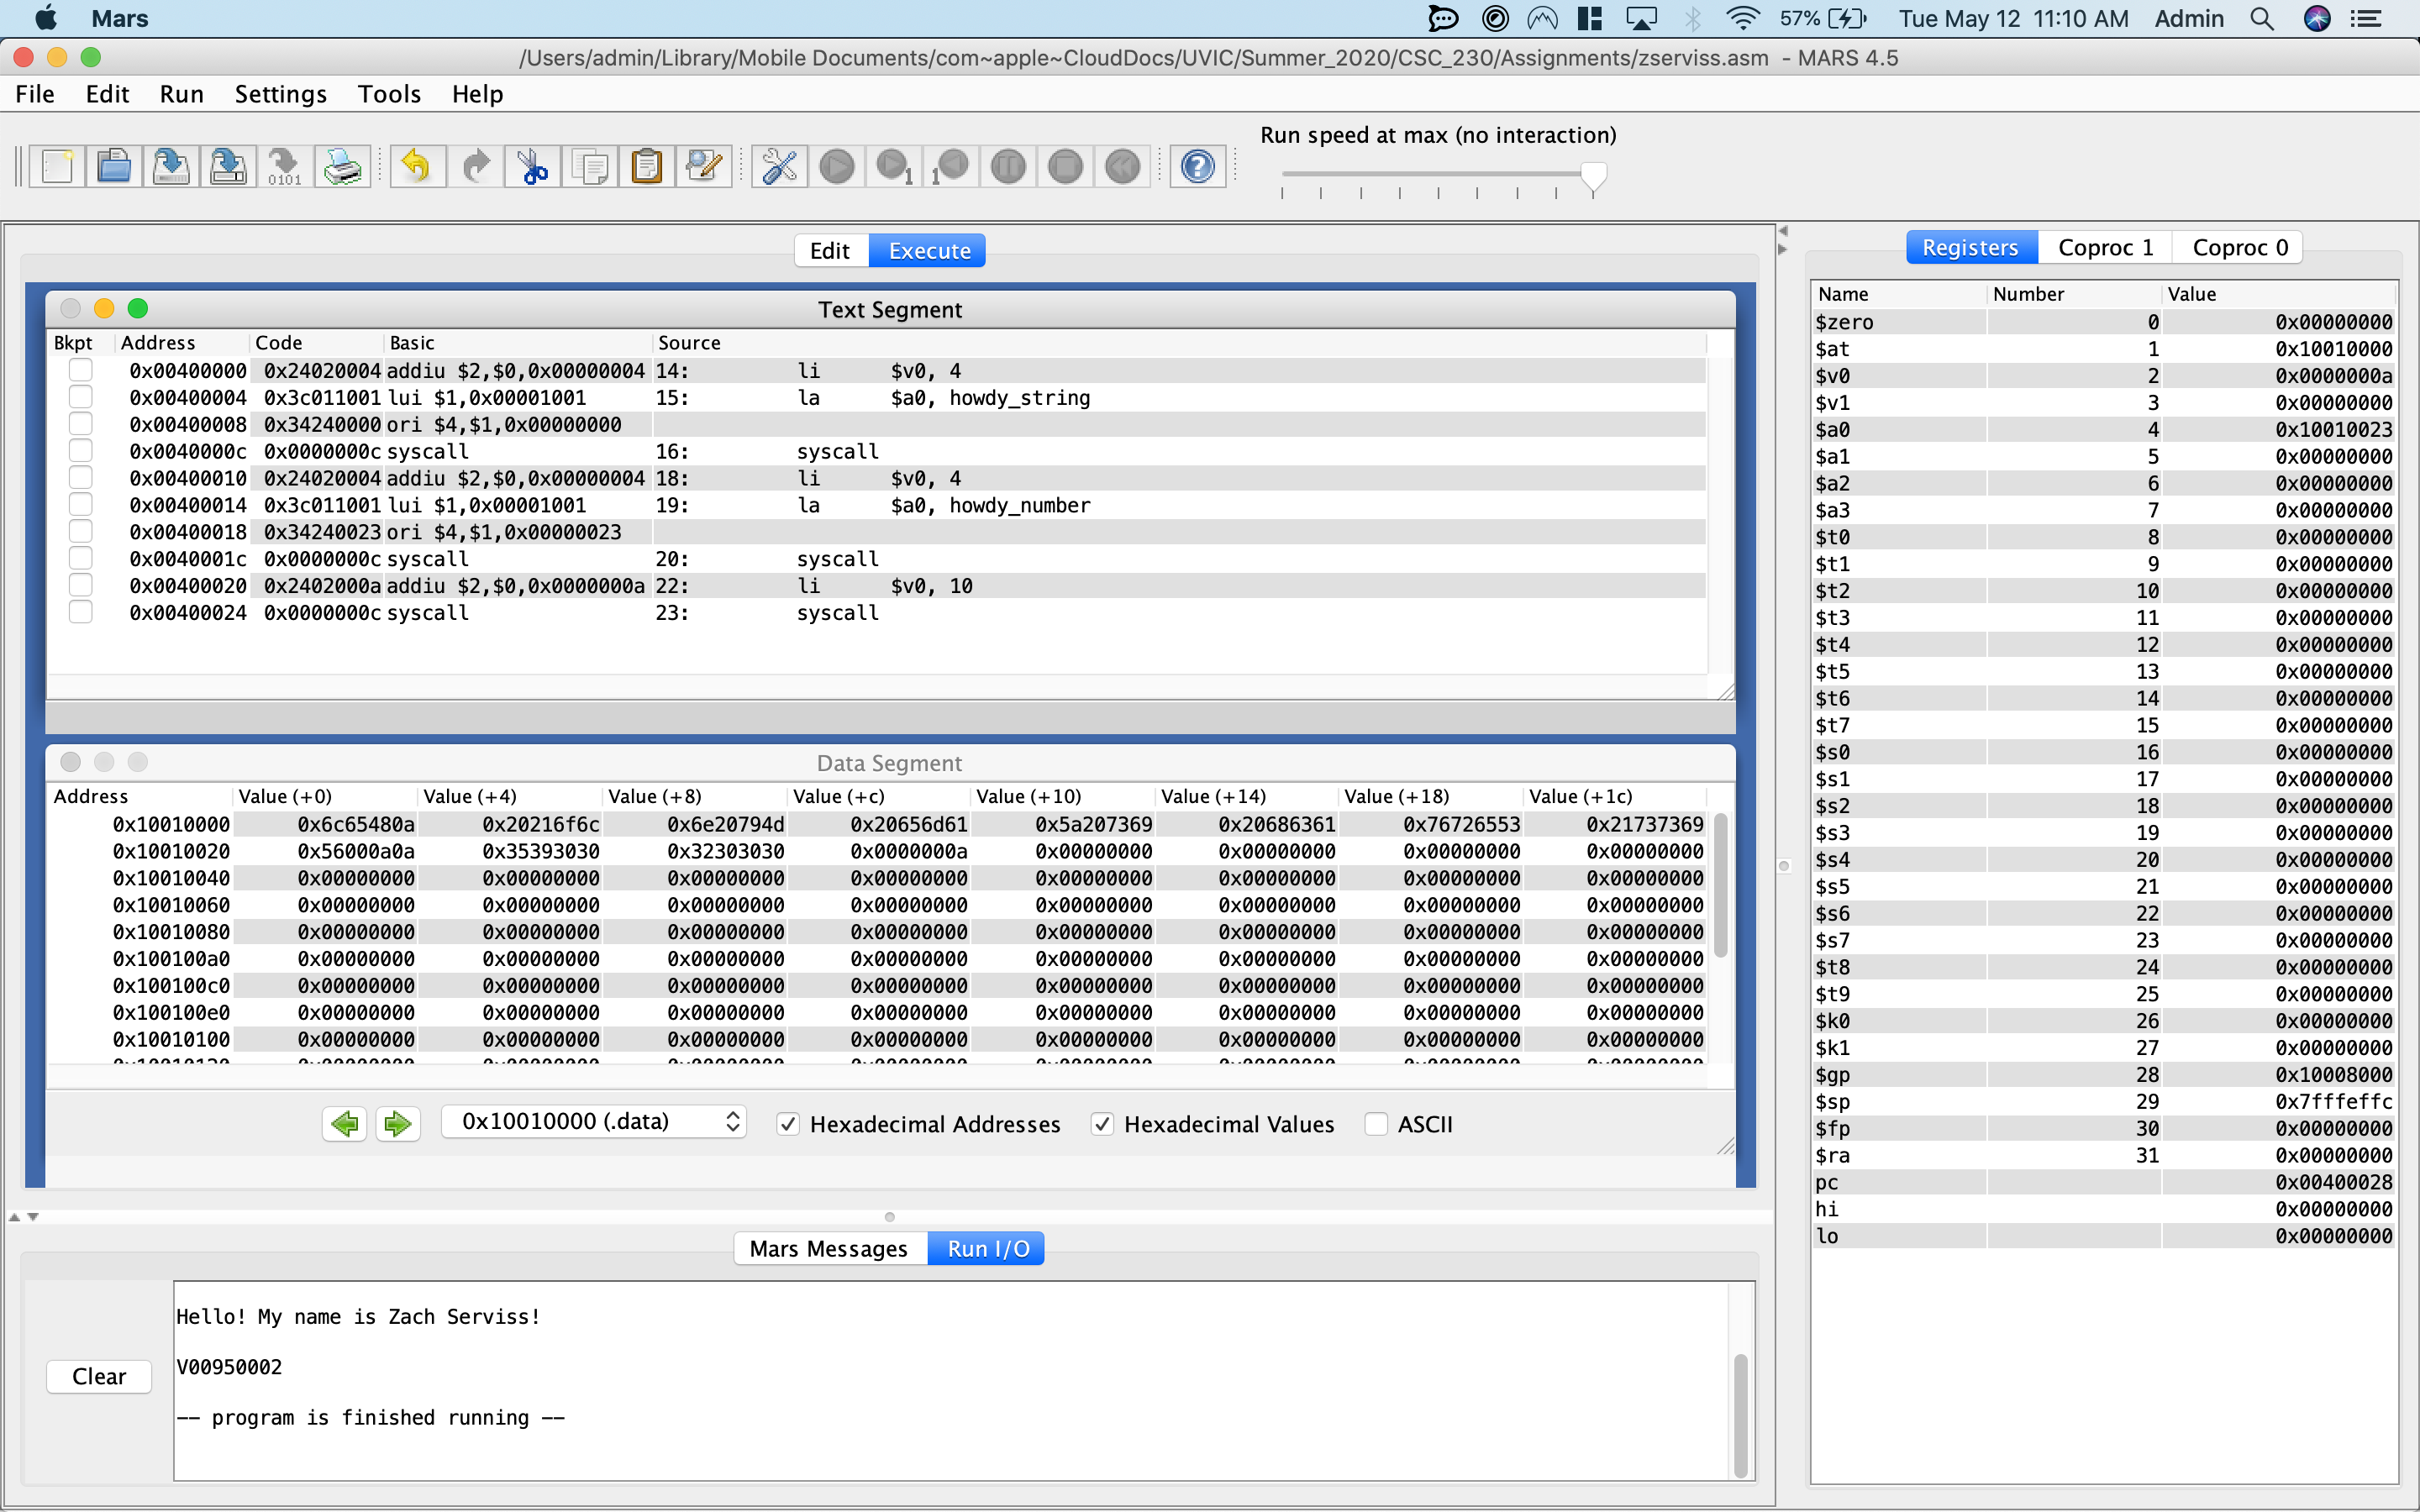 Mars 57% Tue May 12 11:10 AM Admin
/Users/admin/Library/Mobile Documents/com~apple~CloudDocs/UVIC/Summer_2020/CSC_230/Assignments/zserviss.asm - MARS 4.5
File Edit Run Settings Tools Help
Run speed at max (no interaction)
0101 1 1 ?
Edit Execute
Text Segment
Bkpt Address Code Basic Source
0x00400000 0x24020004 addiu $2,$0,0x00000004 14: li $v0, 4
0x00400004 0x3c011001 lui $1,0x00001001 15: la $a0, howdy_string
0x00400008 0x34240000 ori $4,$1,0x00000000
0x0040000c 0x0000000c syscall 16: syscall
0x00400010 0x24020004 addiu $2,$0,0x00000004 18: li $v0, 4
0x00400014 0x3c011001 lui $1,0x00001001 19: la $a0, howdy_number
0x00400018 0x34240023 ori $4,$1,0x00000023
0x0040001c 0x0000000c syscall 20: syscall
0x00400020 0x2402000a addiu $2,$0,0x0000000a 22: li $v0, 10
0x00400024 0x0000000c syscall 23: syscall
Data Segment
Address Value (+0) Value (+4) Value (+8) Value (+c) Value (+10) Value (+14) Value (+18) Value (+1c)
0x10010000 0x6c65480a 0x20216f6c 0x6e20794d 0x20656d61 0x5a207369 0x20686361 0x76726553 0x21737369
0x10010020 0x56000a0a 0x35393030 0x32303030 0x0000000a 0x00000000 0x00000000 0x00000000 0x00000000
0x10010040 0x00000000 0x00000000 0x00000000 0x00000000 0x00000000 0x00000000 0x00000000 0x00000000
0x10010060 0x00000000 0x00000000 0x00000000 0x00000000 0x00000000 0x00000000 0x00000000 0x00000000
0x10010080 0x00000000 0x00000000 0x00000000 0x00000000 0x00000000 0x00000000 0x00000000 0x00000000
0x100100a0 0x00000000 0x00000000 0x00000000 0x00000000 0x00000000 0x00000000 0x00000000 0x00000000
0x100100c0 0x00000000 0x00000000 0x00000000 0x00000000 0x00000000 0x00000000 0x00000000 0x00000000
0x100100e0 0x00000000 0x00000000 0x00000000 0x00000000 0x00000000 0x00000000 0x00000000 0x00000000
0x10010100 0x00000000 0x00000000 0x00000000 0x00000000 0x00000000 0x00000000 0x00000000 0x00000000
0x10010000 (.data) Hexadecimal Addresses Hexadecimal Values ASCII
Mars Messages Run I/O
Clear
Hello! My name is Zach Serviss!
V00950002
-- program is finished running --
Registers Coproc 1 Coproc 0
Name Number Value
$zero 0 0x00000000
$at 1 0x10010000
$v0 2 0x0000000a
$v1 3 0x00000000
$a0 4 0x10010023
$a1 5 0x00000000
$a2 6 0x00000000
$a3 7 0x00000000
$t0 8 0x00000000
$t1 9 0x00000000
$t2 10 0x00000000
$t3 11 0x00000000
$t4 12 0x00000000
$t5 13 0x00000000
$t6 14 0x00000000
$t7 15 0x00000000
$s0 16 0x00000000
$s1 17 0x00000000
$s2 18 0x00000000
$s3 19 0x00000000
$s4 20 0x00000000
$s5 21 0x00000000
$s6 22 0x00000000
$s7 23 0x00000000
$t8 24 0x00000000
$t9 25 0x00000000
$k0 26 0x00000000
$k1 27 0x00000000
$gp 28 0x10008000
$sp 29 0x7fffeffc
$fp 30 0x00000000
$ra 31 0x00000000
pc 0x00400028
hi 0x00000000
lo 0x00000000